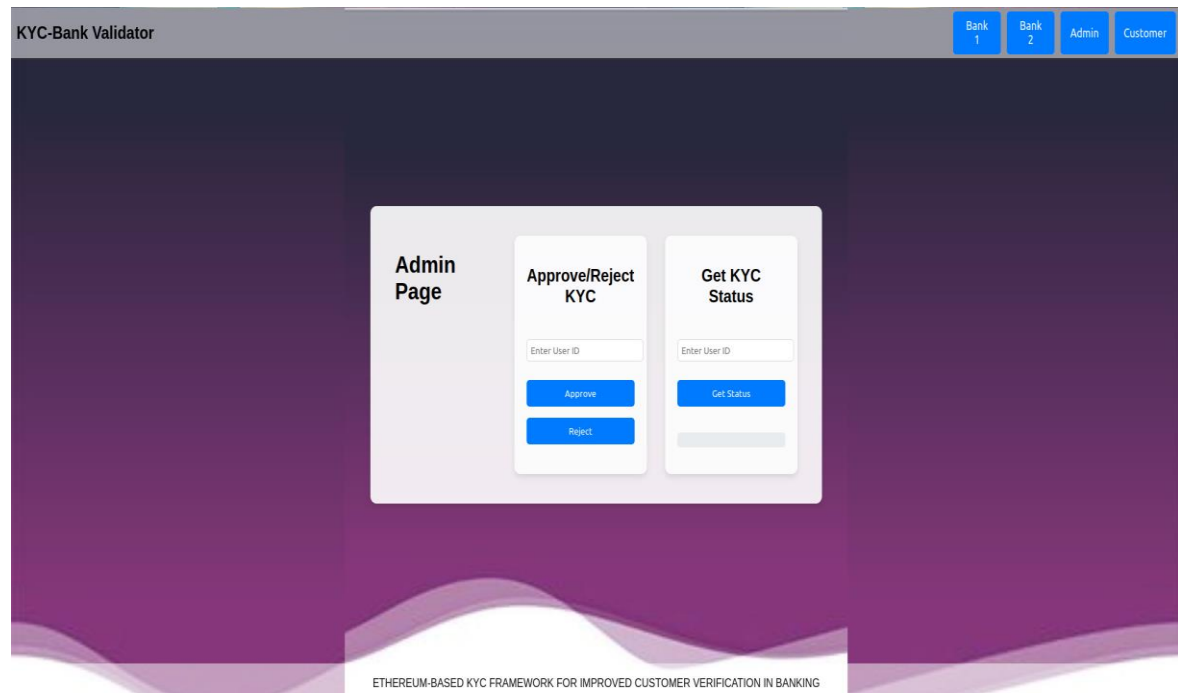 KYC-Bank Validator
Bank
1
Bank
2
Admin
Customer
Admin
Page
Approve/Reject
KYC
Enter User ID
Approve
Reject
Get KYC
Status
Enter User ID
Get Status
ETHEREUM-BASED KYC FRAMEWORK FOR IMPROVED CUSTOMER VERIFICATION IN BANKING